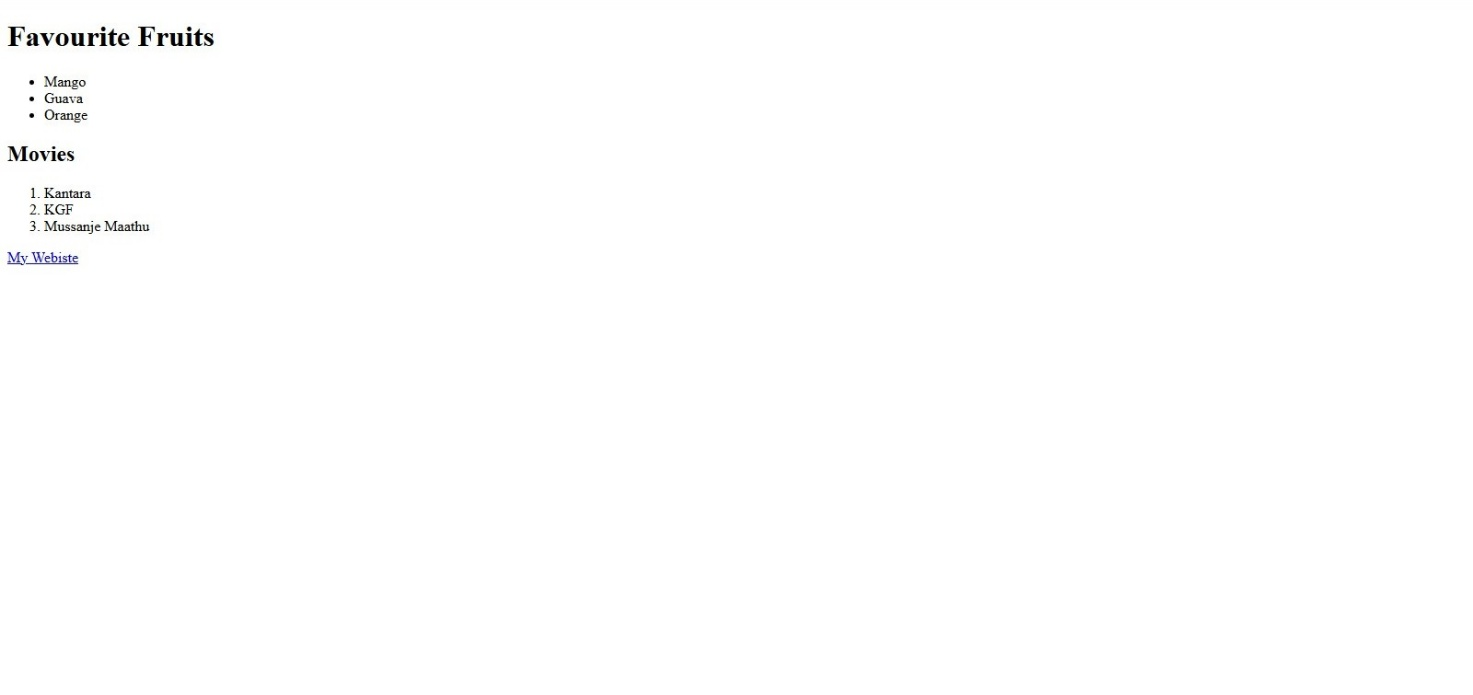 Favourite Fruits
• Mango
• Guava
• Orange
Movies
1. Kantara
2. KGF
3. Mussanje Maathu
My Webiste